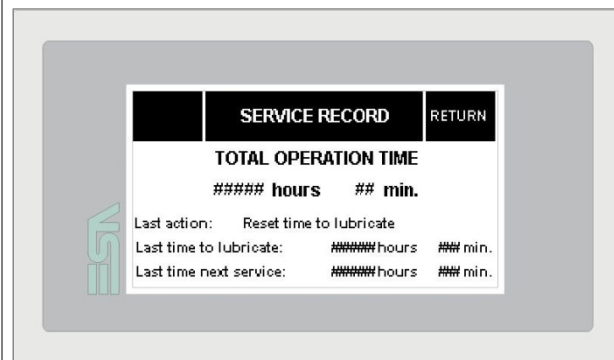 SERVICE RECORD RETURN
TOTAL OPERATION TIME
##### hours ## min.
Last action: Reset time to lubricate
Last time to lubricate: ###### hours ### min.
Last time next service: ###### hours ### min.
ESA